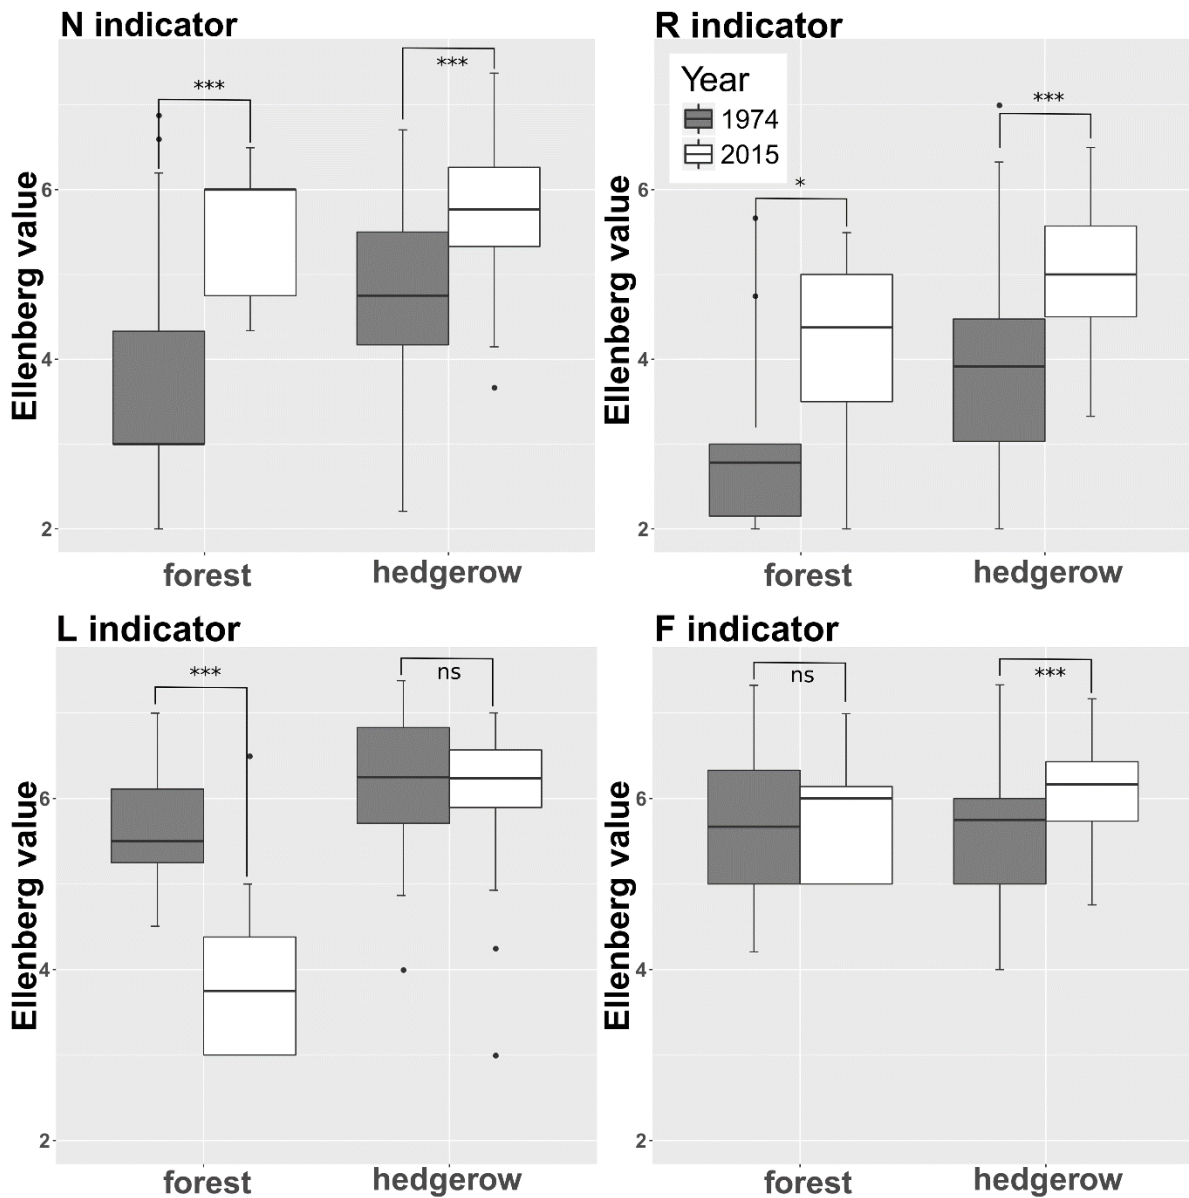 N indicator
***
***
Ellenberg value
6
4
2
forest
hedgerow
R indicator
Year
1974
2015
*
***
Ellenberg value
6
4
2
forest
hedgerow
L indicator
***
ns
Ellenberg value
6
4
2
forest
hedgerow
F indicator
ns
***
Ellenberg value
6
4
2
forest
hedgerow